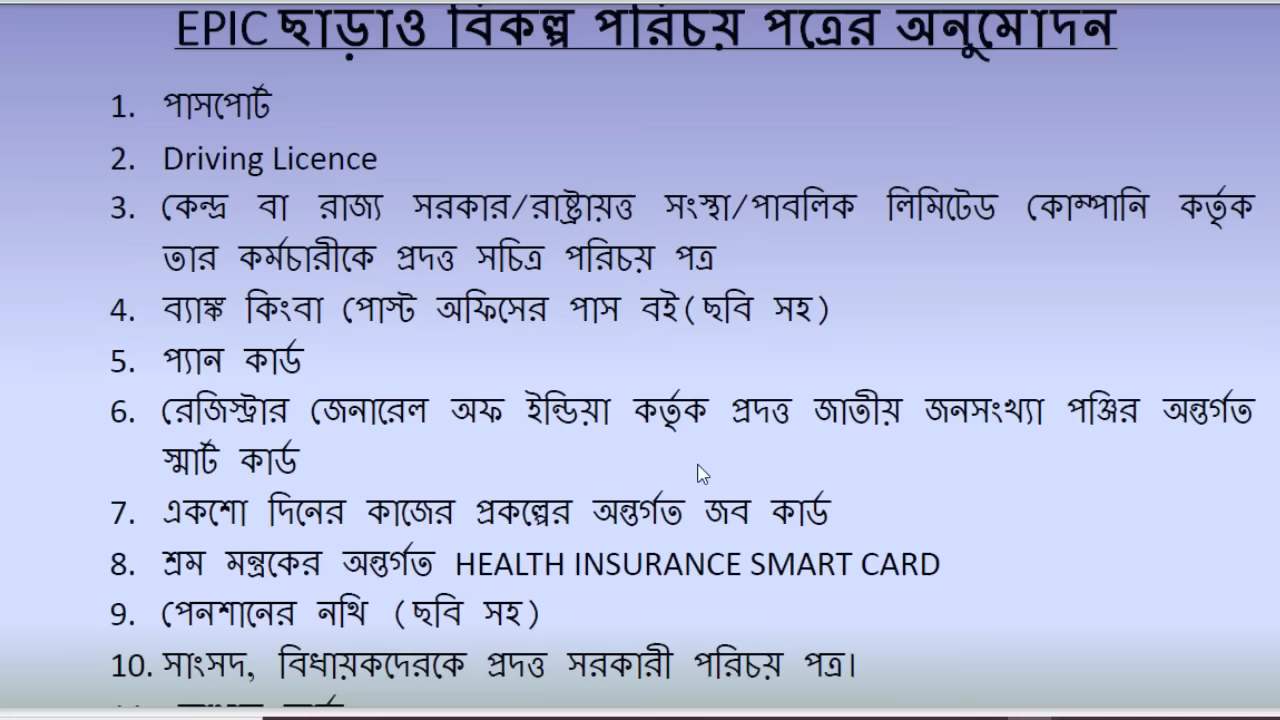 EPIC ছাড়াও বিকল্প পরিচয় পত্রের অনুমোদন
1. পাসপোর্ট
2. Driving Licence
3. কেন্দ্র বা রাজ্য সরকার/রাষ্ট্রায়ত্ত সংস্থা/পাবলিক লিমিটেড কোম্পানি কর্তৃক
তার কর্মচারীকে প্রদত্ত সচিত্র পরিচয় পত্র
4. ব্যাঙ্ক কিংবা পোস্ট অফিসের পাস বই(ছবি সহ)
5. প্যান কার্ড
6. রেজিস্ট্রার জেনারেল অফ ইন্ডিয়া কর্তৃক প্রদত্ত জাতীয় জনসংখ্যা পঞ্জির অন্তর্গত
স্মার্ট কার্ড
7. একশো দিনের কাজের প্রকল্পের অন্তর্গত জব কার্ড
8. শ্রম মন্ত্রকের অন্তর্গত HEALTH INSURANCE SMART CARD
9. পেনশানের নথি (ছবি সহ)
10. সাংসদ, বিধায়কদেরকে প্রদত্ত সরকারী পরিচয় পত্র।